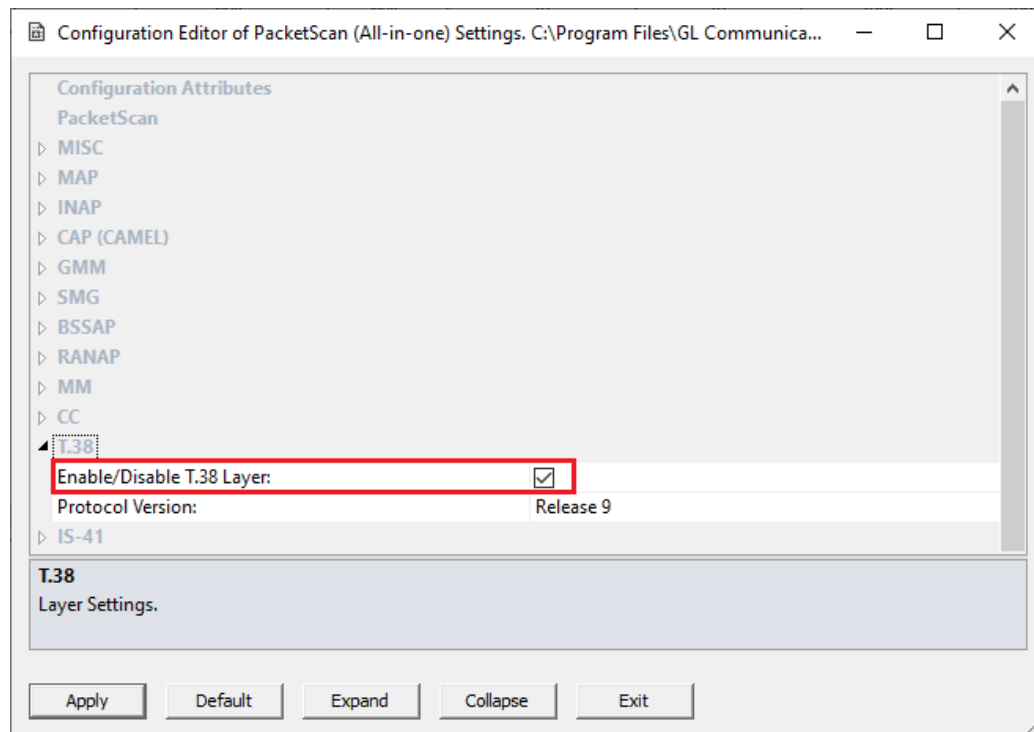 Configuration Editor of PacketScan (All-in-one) Settings. C:\Program Files\GL Communica...
Configuration Attributes
PacketScan
MISC
MAP
INAP
CAP (CAMEL)
GMM
SMG
BSSAP
RANAP
MM
CC
T.38
Enable/Disable T.38 Layer:
Protocol Version: Release 9
IS-41
T.38
Layer Settings.
Apply Default Expand Collapse Exit